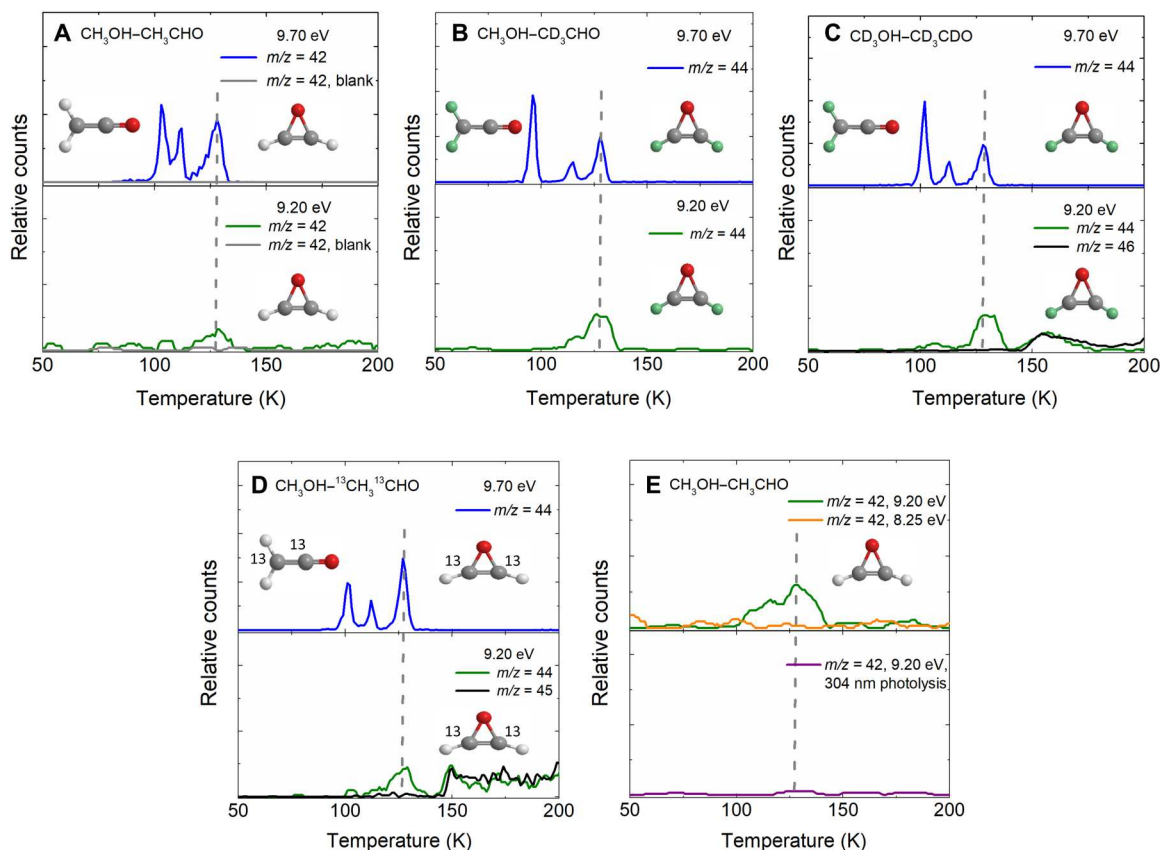 A CH₃OH–CH₃CHO
9.70 eV
m/z = 42
m/z = 42, blank
9.20 eV
m/z = 42
m/z = 42, blank
Relative counts
50 100 150 200
Temperature (K)
B CH₃OH–CD₃CHO
9.70 eV
m/z = 44
9.20 eV
m/z = 44
Relative counts
50 100 150 200
Temperature (K)
C CD₃OH–CD₃CDO
9.70 eV
m/z = 44
9.20 eV
m/z = 44
m/z = 46
Relative counts
50 100 150 200
Temperature (K)
D CH₃OH–¹³CH₃¹³CHO
9.70 eV
m/z = 44
13 13
13 13
9.20 eV
m/z = 44
m/z = 45
13 13
Relative counts
50 100 150 200
Temperature (K)
E CH₃OH–CH₃CHO
m/z = 42, 9.20 eV
m/z = 42, 8.25 eV
m/z = 42, 9.20 eV,
304 nm photolysis
Relative counts
50 100 150 200
Temperature (K)